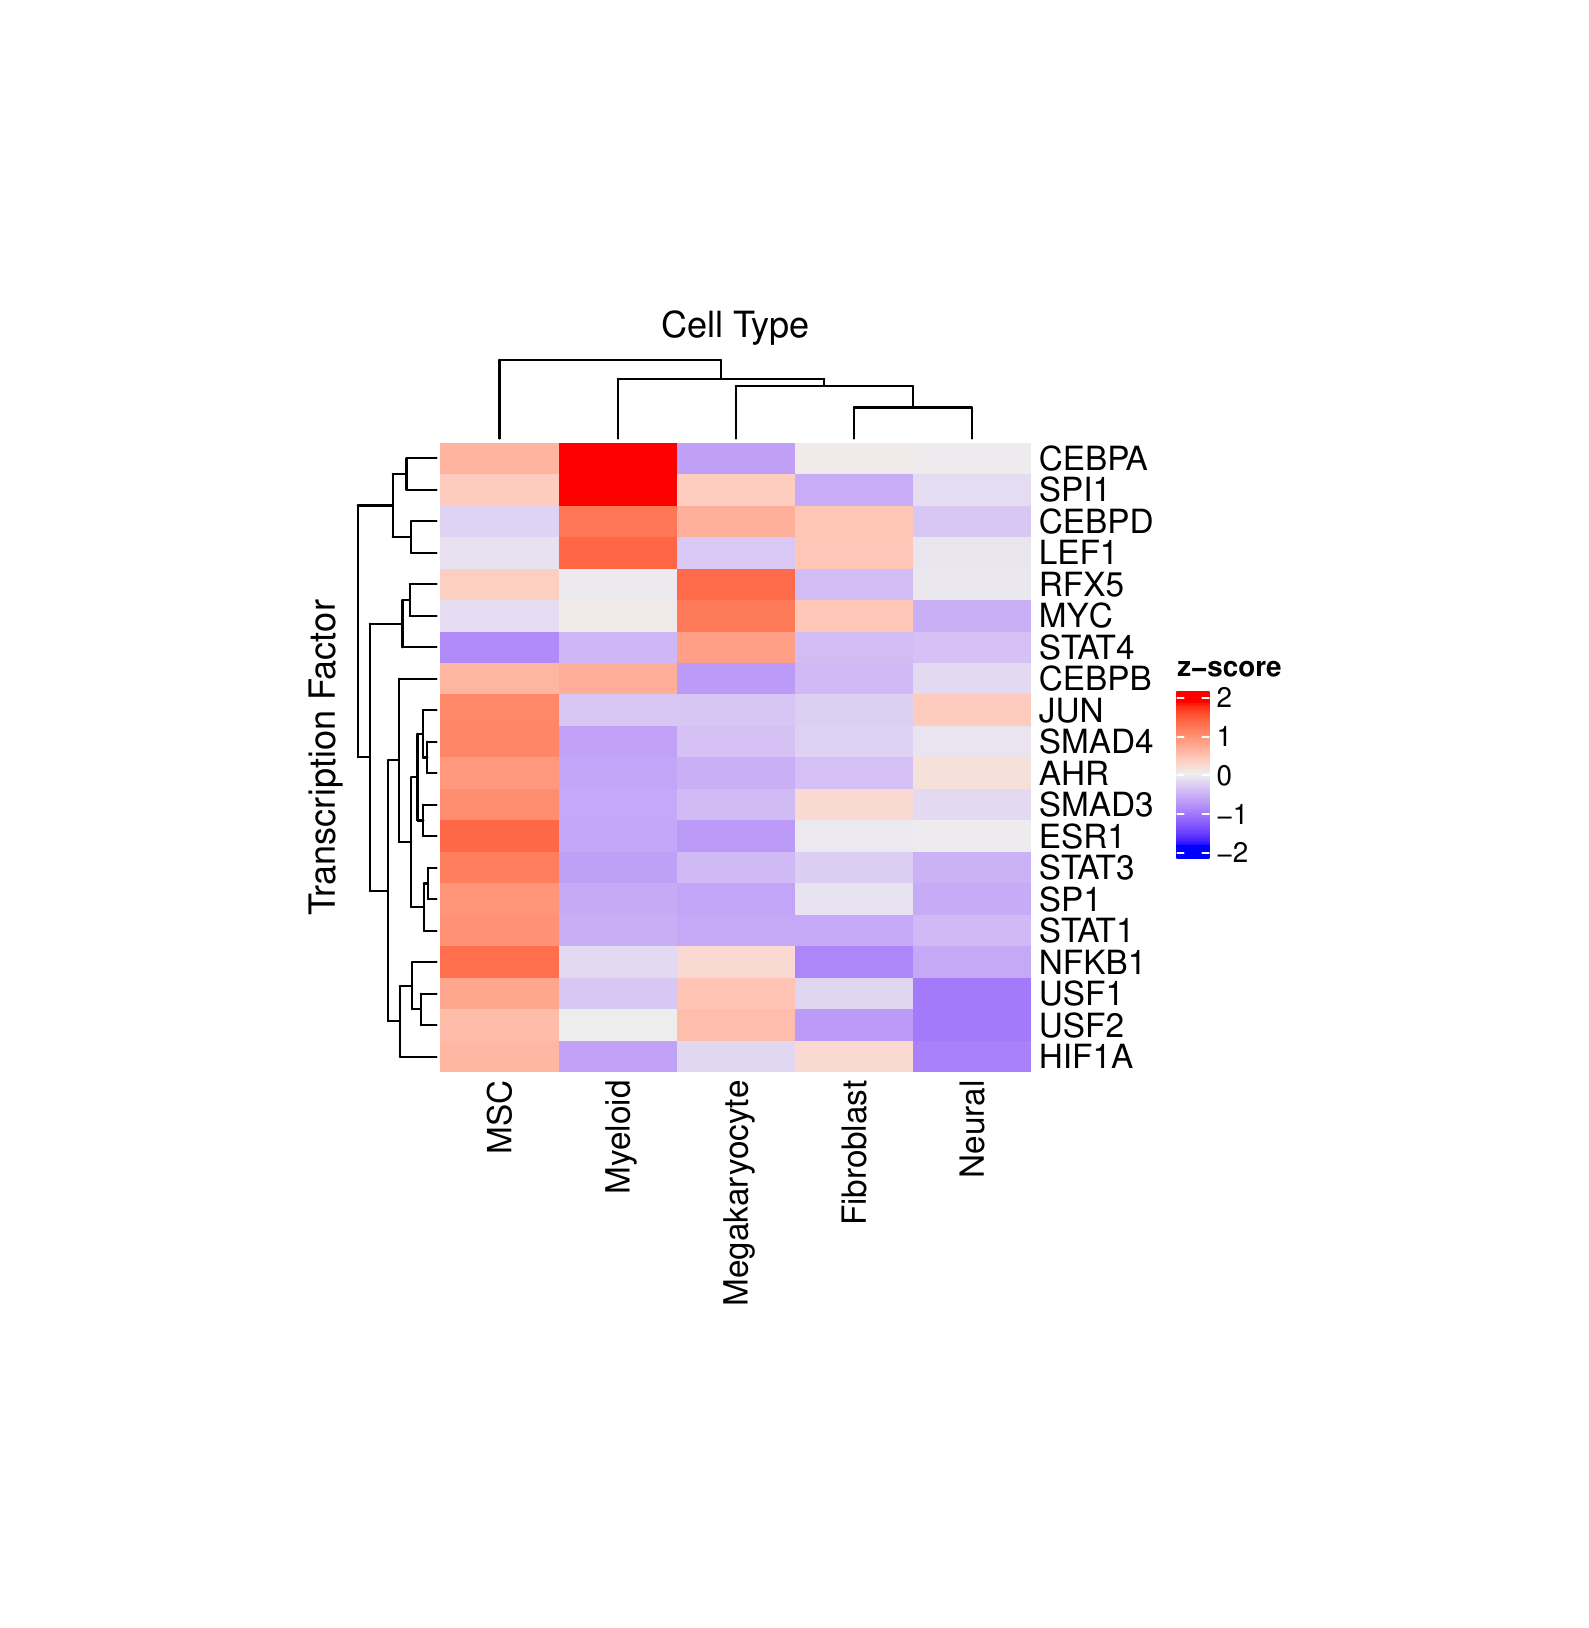 Cell Type
Transcription Factor
CEBPA
SPI1
CEBPD
LEF1
RFX5
MYC
STAT4
CEBPB
JUN
SMAD4
AHR
SMAD3
ESR1
STAT3
SP1
STAT1
NFKB1
USF1
USF2
HIF1A
z−score
2
1
0
−1
−2
MSC
Myeloid
Megakaryocyte
Fibroblast
Neural